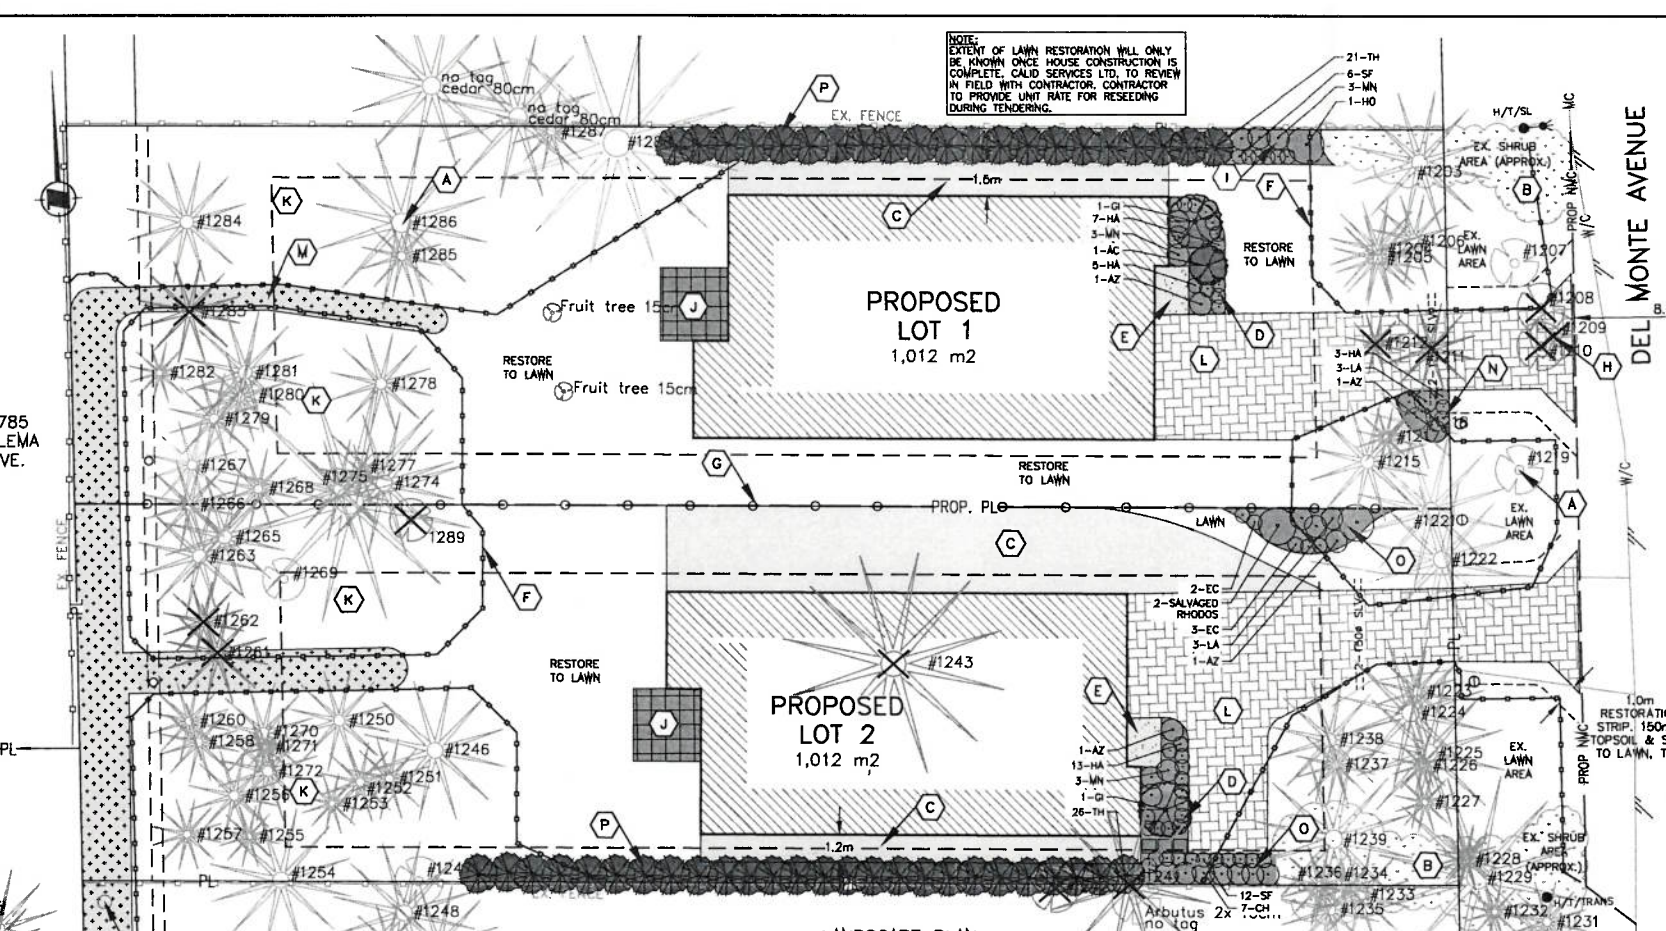 NOTE:
EXTENT OF LAWN RESTORATION WILL ONLY
BE KNOWN ONCE HOUSE CONSTRUCTION IS
COMPLETE. CALID SERVICES LTD. TO REVIEW
IN FIELD WITH CONTRACTOR. CONTRACTOR
TO PROVIDE UNIT RATE FOR RESEEDING
DURING TENDERING.
no tag
cedar 80cm
no tag
cedar 80cm
#1287
P
EX. FENCE
21-TH
6-SF
3-MN
1-HO
H/T/SL
MC
EX. SHRUB
AREA (APPROX.)
#1203
B
PROP NWC
W/C
DEL MONTE AVENUE
A
K
#1284
#1286
#1285
M
C
1.5m
I
F
1-GI
7-HA
3-MN
1-AC
5-HA
1-AZ
RESTORE
TO LAWN
#1206
#1205
EX.
LAWN
AREA
#1207
#1208
#1209
H
Fruit tree 15cm
J
PROPOSED
LOT 1
1,012 m2
E
D
L
#1212
#1211
3-HA
3-LA
1-AZ
N
RESTORE
TO LAWN
#1282
#1281
#1280
#1279
K
#1278
Fruit tree 15cm
785
LEMA
VE.
#1267
#1266
#1268
#1275
#1277
#1274
G
RESTORE
TO LAWN
#1215
#1219
A
PROP. PL
LAWN
#1221
EX.
LAWN
AREA
W/C
#1265
#1263
1289
EX. FENCE
#1269
K
F
C
O
#1222
2-EC
2-SALVAGED
RHODOS
3-EC
3-LA
1-AZ
#1262
#1261
RESTORE
TO LAWN
#1243
E
PROPOSED
LOT 2
1,012 m2
J
L
PL
#1223
#1224
1.0m
#1260
#1258
#1270
#1271
#1272
#1250
#1246
#1251
#1252
#1253
#1256
K
#1257
#1255
1-AZ
13-HA
3-MN
1-GI
26-TH
D
#1238
#1237
#1225
#1226
#1227
EX.
LAWN
AREA
PROP NWC
PL
P
C
1.2m
O
#1239
B
EX. SHRUB
AREA
(APPROX.)
#1254
#1248
PL
#1236
#1234
#1233
#1235
#1228
#1229
#1232
#1231
H/T/TRANS
12-SF
7-CH
Arbutus
no tag